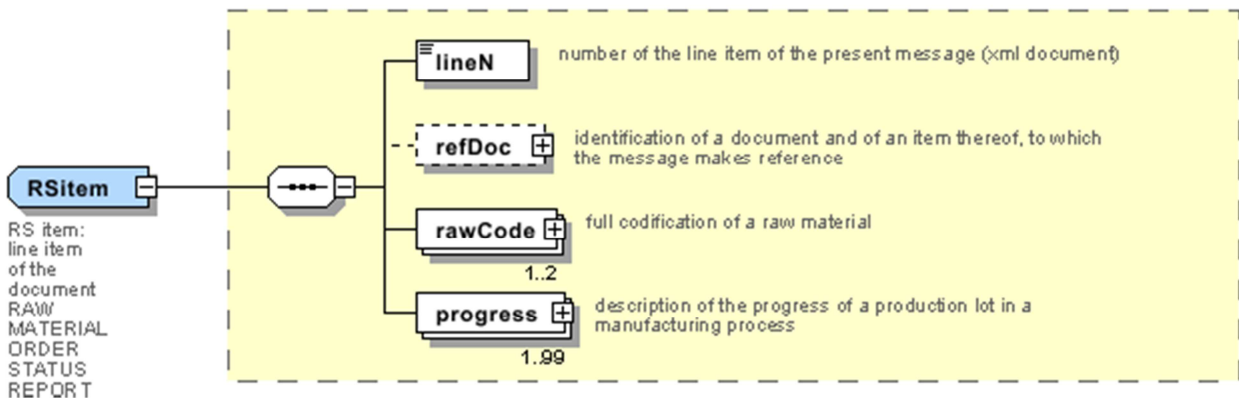 lineN
number of the line item of the present message (xml document)
refDoc
identification of a document and of an item thereof, to which
the message makes reference
RSitem
RS item:
line item
of the
document
RAW
MATERIAL
ORDER
STATUS
REPORT
rawCode
full codification of a raw material
1..2
progress
description of the progress of a production lot in a
manufacturing process
1..99